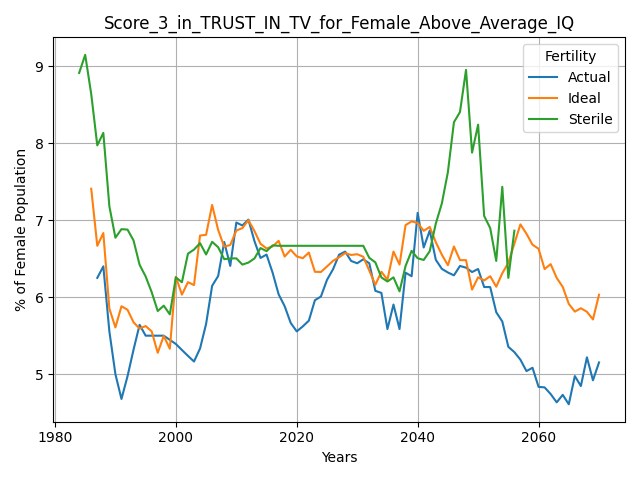 Score_3_in_TRUST_IN_TV_for_Female_Above_Average_IQ
% of Female Population
9
8
7
6
5
Fertility
Actual
Ideal
Sterile
1980
2000
2020
2040
2060
Years